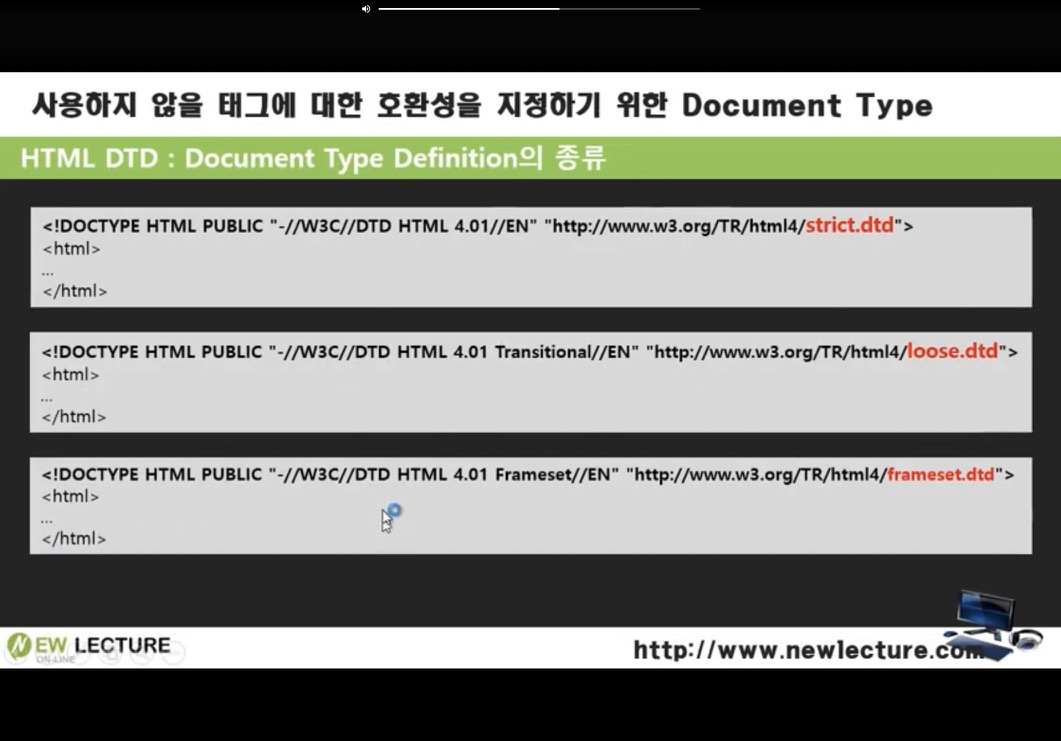 사용하지 않을 태그에 대한 호환성을 지정하기 위한 Document Type
HTML DTD : Document Type Definition의 종류
<!DOCTYPE HTML PUBLIC "-//W3C//DTD HTML 4.01//EN" "http://www.w3.org/TR/html4/strict.dtd">
<html>
...
</html>
<!DOCTYPE HTML PUBLIC "-//W3C//DTD HTML 4.01 Transitional//EN" "http://www.w3.org/TR/html4/loose.dtd">
<html>
...
</html>
<!DOCTYPE HTML PUBLIC "-//W3C//DTD HTML 4.01 Frameset//EN" "http://www.w3.org/TR/html4/frameset.dtd">
<html>
...
</html>
NEW LECTURE
ON-LINE
http://www.newlecture.com